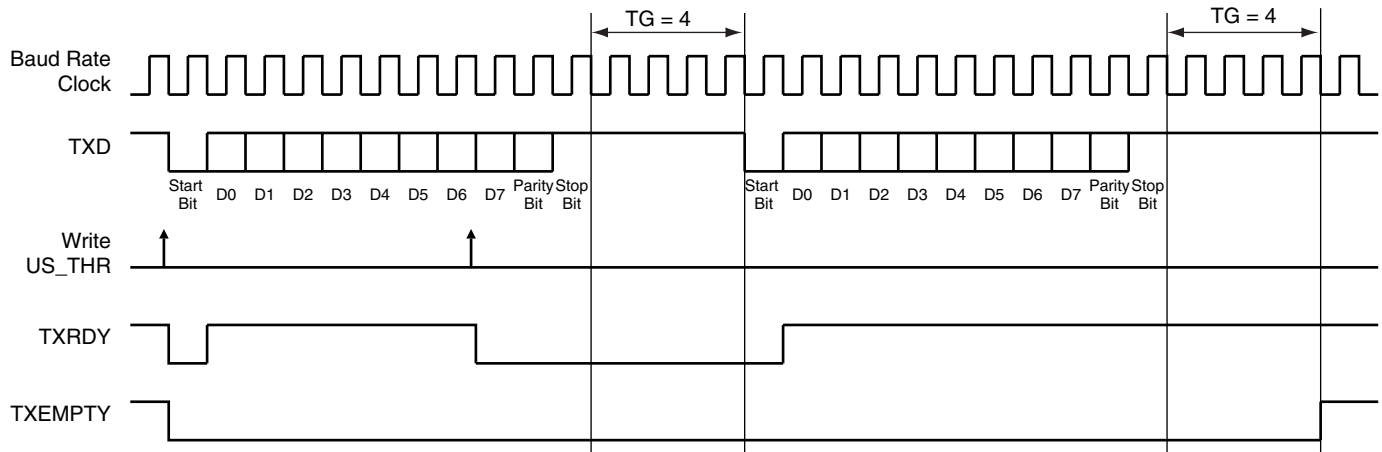 TG = 4
TG = 4
Baud Rate
Clock
TXD
Start
Bit
D0
D1
D2
D3
D4
D5
D6
D7
Parity
Bit
Stop
Bit
Start
Bit
D0
D1
D2
D3
D4
D5
D6
D7
Parity
Bit
Stop
Bit
Write
US_THR
TXRDY
TXEMPTY